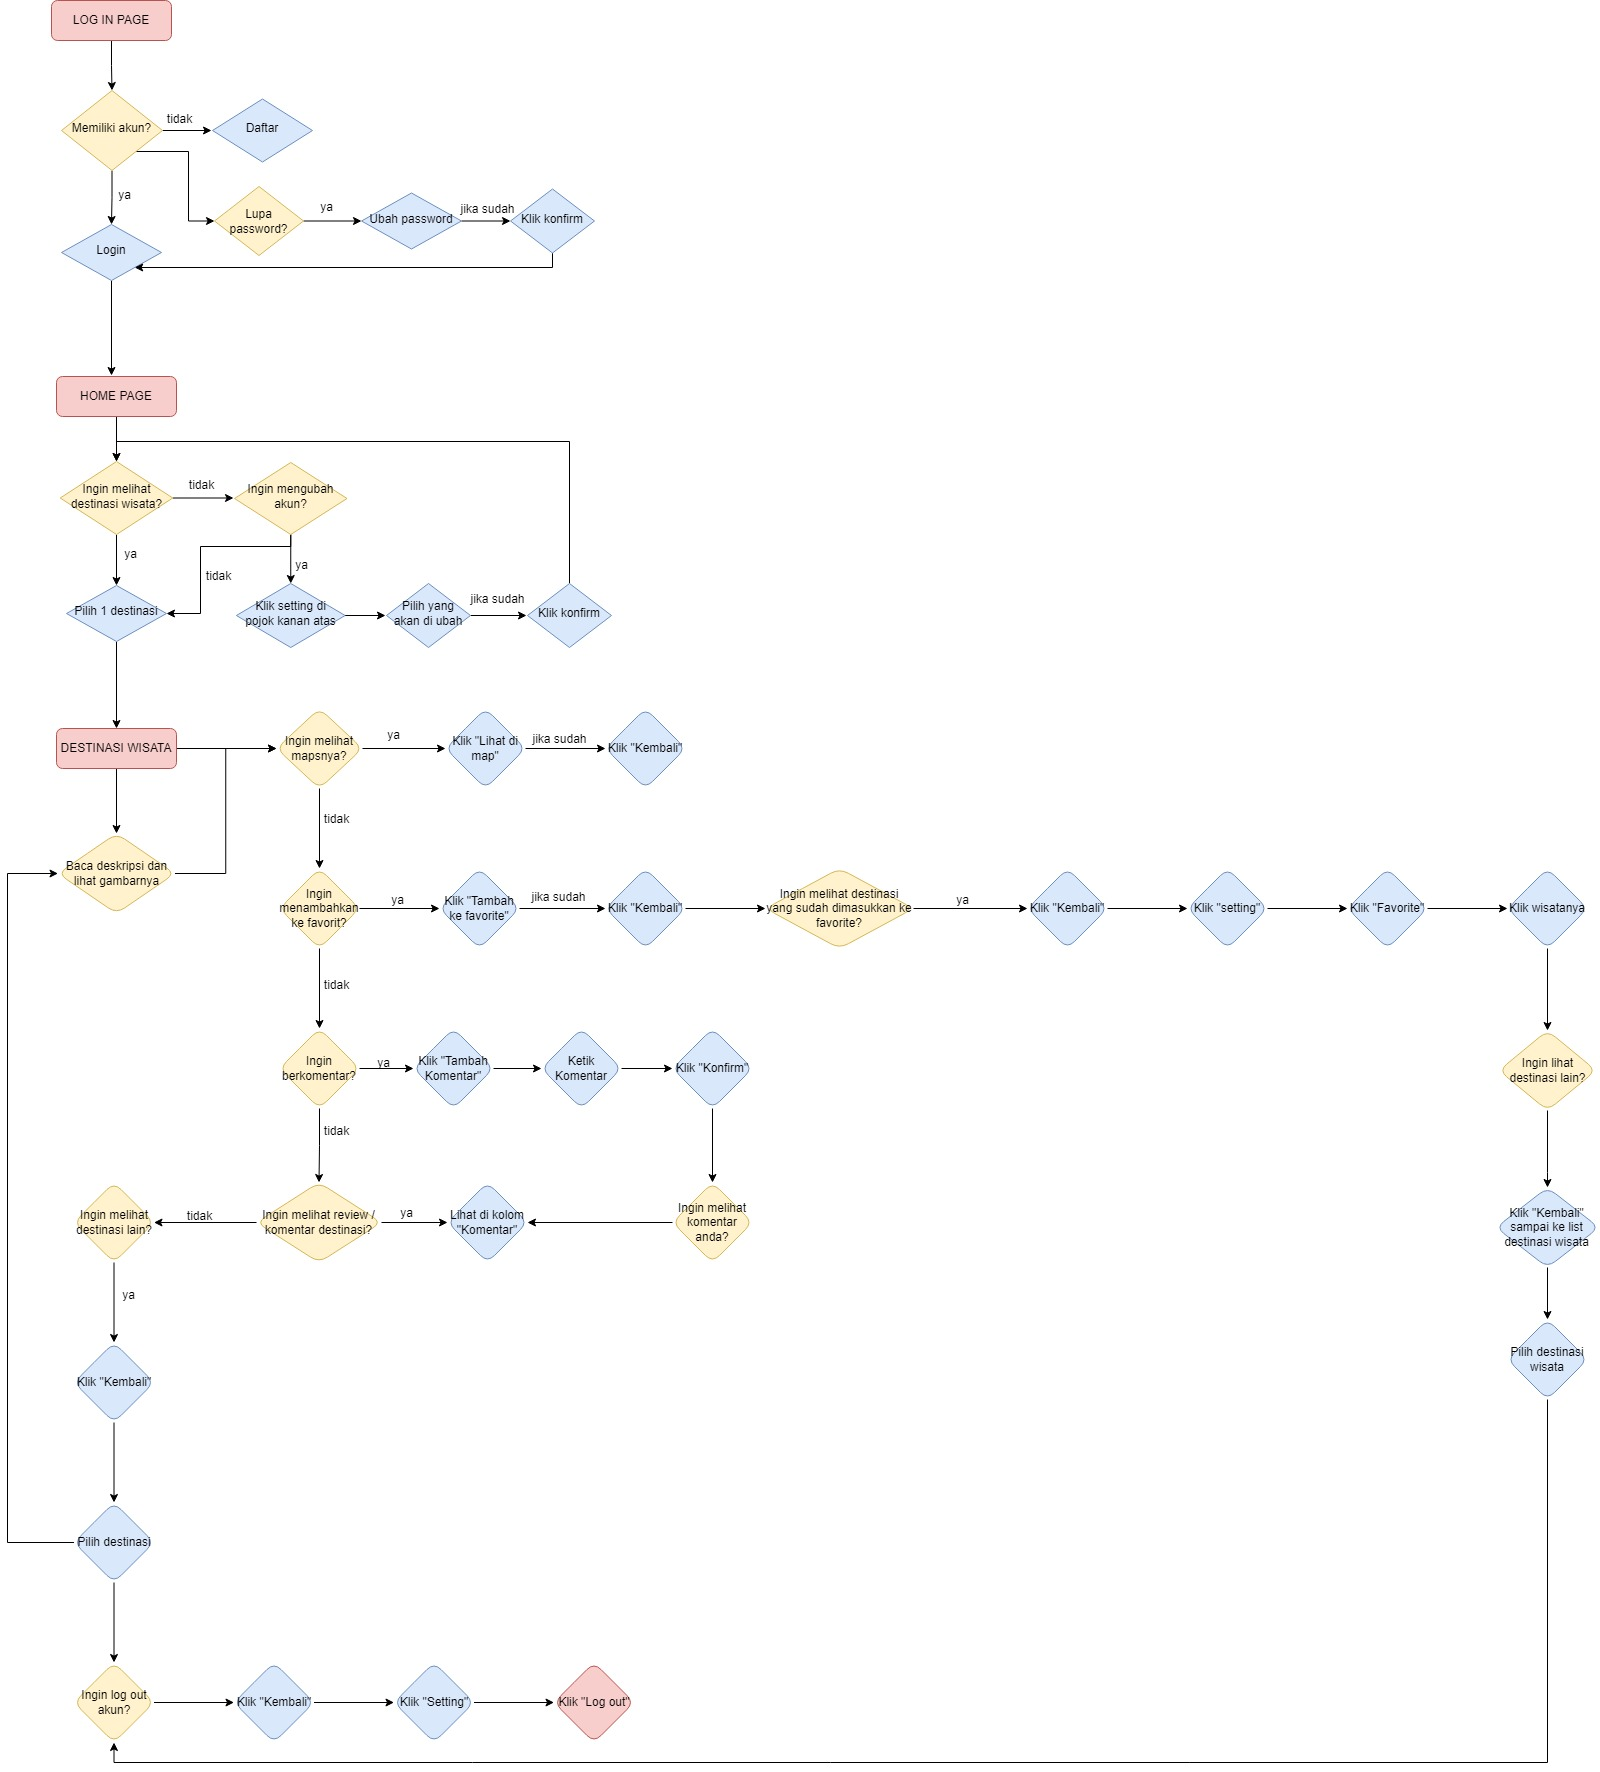 LOG IN PAGE
Memiliki akun?
tidak
Daftar
ya
Lupa
password?
ya
Ubah password
jika sudah
Klik konfirm
Login
HOME PAGE
Ingin melihat
destinasi wisata?
tidak
Ingin mengubah
akun?
ya
tidak
ya
Pilih 1 destinasi
Klik setting di
pojok kanan atas
Pilih yang
akan di ubah
jika sudah
Klik konfirm
DESTINASI WISATA
Ingin melihat
mapsnya?
ya
Klik "Lihat di
map"
jika sudah
Klik "Kembali"
tidak
Baca deskripsi dan
lihat gambarnya
Ingin
menambahkan
ke favorit?
ya
Klik "Tambah
ke favorite"
jika sudah
Klik "Kembali"
Ingin melihat destinasi
yang sudah dimasukkan ke
favorite?
ya
Klik "Kembali"
Klik "setting"
Klik "Favorite"
Klik wisatanya
tidak
Ingin
berkomentar?
ya
Klik "Tambah
Komentar"
Ketik
Komentar
Klik "Konfirm"
Ingin lihat
destinasi lain?
tidak
Ingin melihat
destinasi lain?
tidak
Ingin melihat review /
komentar destinasi?
ya
Lihat di kolom
"Komentar"
Ingin melihat
komentar
anda?
Klik "Kembali"
sampai ke list
destinasi wisata
ya
Klik "Kembali"
Pilih destinasi
wisata
Pilih destinasi
Ingin log out
akun?
Klik "Kembali"
Klik "Setting"
Klik "Log out"